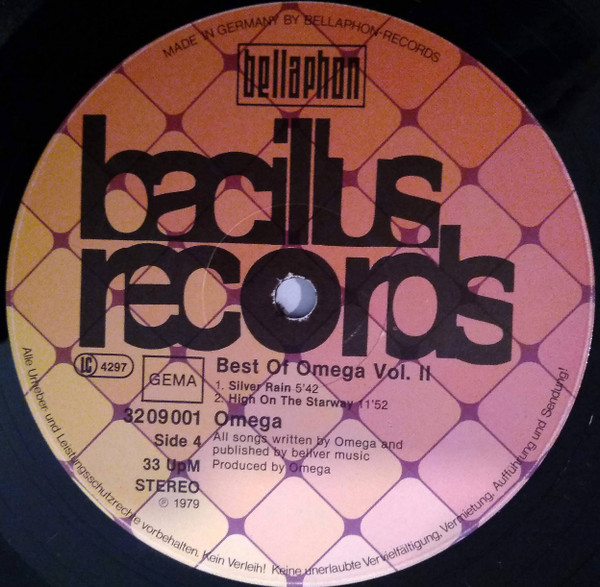 MADE IN GERMANY BY BELLAPHON-RECORDS
bellaphon
bacillus
records
LC 4297
GEMA
Best Of Omega Vol. II
1. Silver Rain 5'42
2. High On The Starway 11'52
3209001
Omega
Side 4
All songs written by Omega and
published by bellver music
33 UpM
Produced by Omega
STEREO
℗ 1979
Alle Urheber und Leistungsschutzrechte vorbehalten. Kein Verleih! Keine unerlaubte Vervielfältigung, Vermietung, Aufführung und Sendung!